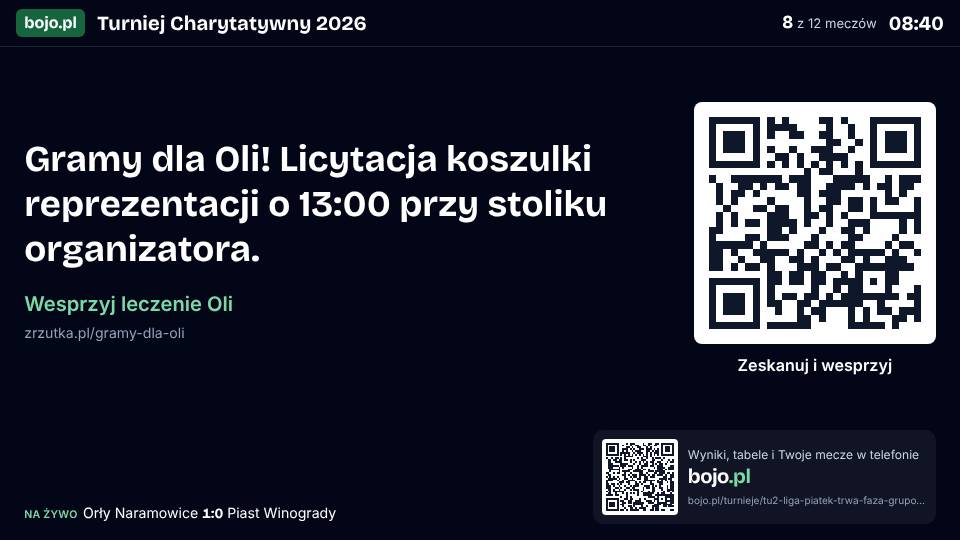 bojo.pl Turniej Charytatywny 2026 8 z 12 meczów 08:40
Gramy dla Oli! Licytacja koszulki
reprezentacji o 13:00 przy stoliku
organizatora.
Wesprzyj leczenie Oli
zrzutka.pl/gramy-dla-oli
Zeskanuj i wesprzyj
Wyniki, tabele i Twoje mecze w telefonie
bojo.pl
bojo.pl/turnieje/tu2-liga-piatek-trwa-faza-grupo...
NA ŻYWO Orły Naramowice 1:0 Piast Winogrady